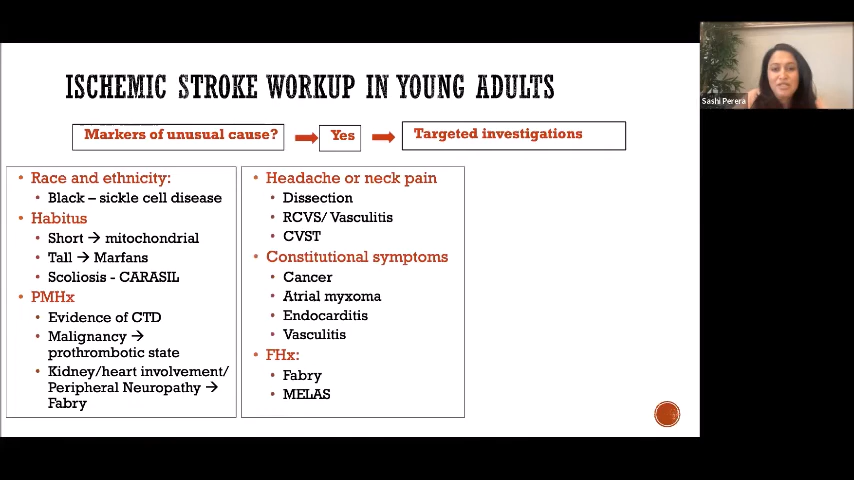 ISCHEMIC STROKE WORKUP IN YOUNG ADULTS
Markers of unusual cause?
Yes
Targeted investigations
• Race and ethnicity:
• Black – sickle cell disease
• Habitus
• Short → mitochondrial
• Tall → Marfans
• Scoliosis - CARASIL
• PMHx
• Evidence of CTD
• Malignancy →
prothrombotic state
• Kidney/heart involvement/
Peripheral Neuropathy →
Fabry
• Headache or neck pain
• Dissection
• RCVS/ Vasculitis
• CVST
• Constitutional symptoms
• Cancer
• Atrial myxoma
• Endocarditis
• Vasculitis
• FHx:
• Fabry
• MELAS
Sashi Perera